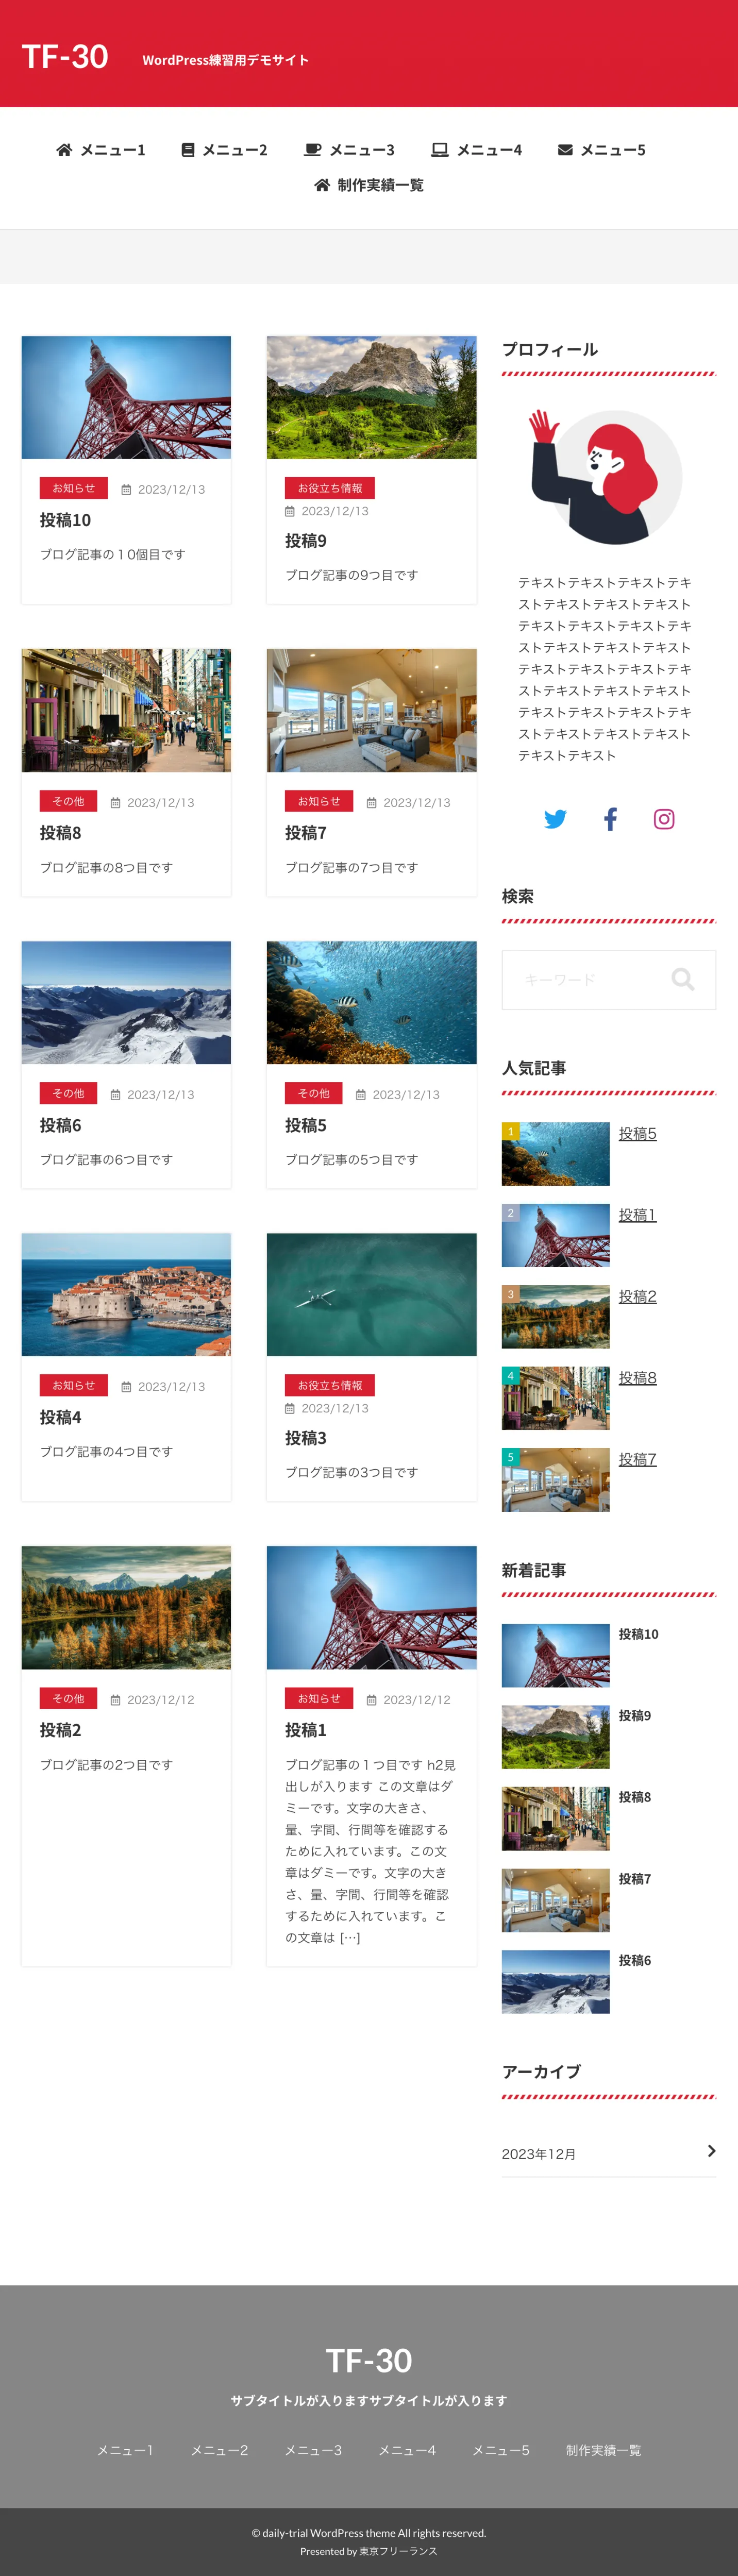 TF-30
WordPress練習用デモサイト
メニュー1
メニュー2
メニュー3
メニュー4
メニュー5
制作実績一覧
お知らせ
2023/12/13
投稿10
ブログ記事の１0個目です
お役立ち情報
2023/12/13
投稿9
ブログ記事の9つ目です
その他
2023/12/13
投稿8
ブログ記事の8つ目です
お知らせ
2023/12/13
投稿7
ブログ記事の7つ目です
その他
2023/12/13
投稿6
ブログ記事の6つ目です
その他
2023/12/13
投稿5
ブログ記事の5つ目です
お知らせ
2023/12/13
投稿4
ブログ記事の4つ目です
お役立ち情報
2023/12/13
投稿3
ブログ記事の3つ目です
その他
2023/12/12
投稿2
ブログ記事の2つ目です
お知らせ
2023/12/12
投稿1
ブログ記事の１つ目です h2見
出しが入ります この文章はダ
ミーです。文字の大きさ、
量、字間、行間等を確認する
ために入れています。この文
章はダミーです。文字の大き
さ、量、字間、行間等を確認
するために入れています。こ
の文章は […]
プロフィール
テキストテキストテキストテキ
ストテキストテキストテキスト
テキストテキストテキストテキ
ストテキストテキストテキスト
テキストテキストテキストテキ
ストテキストテキストテキスト
テキストテキストテキストテキ
ストテキストテキストテキスト
テキストテキスト
検索
キーワード
人気記事
1
投稿5
2
投稿1
3
投稿2
4
投稿8
5
投稿7
新着記事
投稿10
投稿9
投稿8
投稿7
投稿6
アーカイブ
2023年12月
TF-30
サブタイトルが入りますサブタイトルが入ります
メニュー1
メニュー2
メニュー3
メニュー4
メニュー5
制作実績一覧
© daily-trial WordPress theme All rights reserved.
Presented by 東京フリーランス